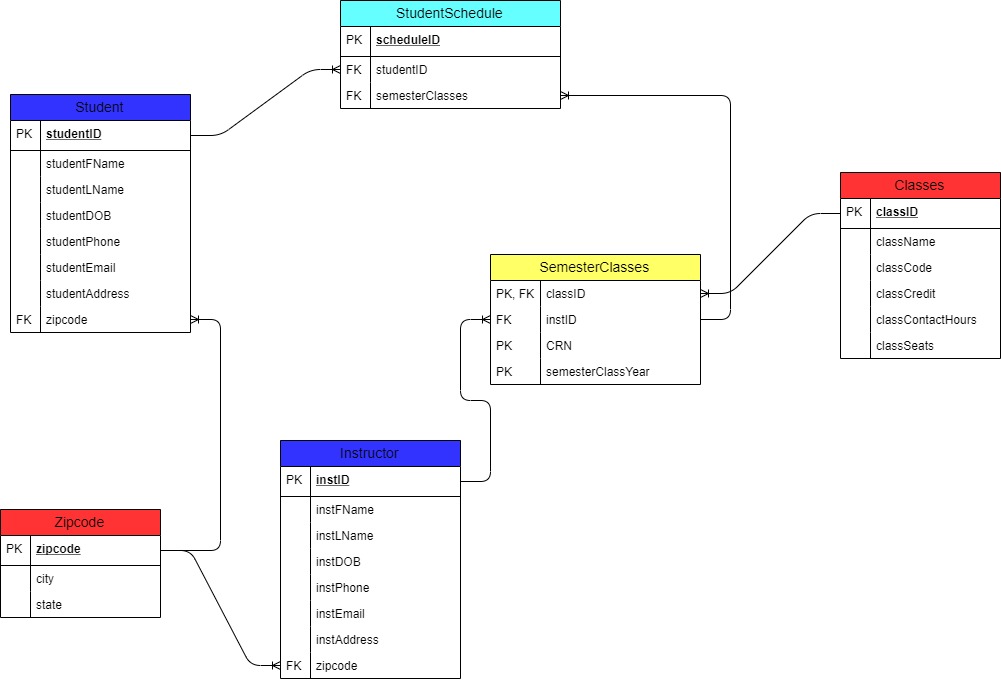 StudentSchedule
PK scheduleID
FK studentID
FK semesterClasses
Student
PK studentID
studentFName
studentLName
studentDOB
studentPhone
studentEmail
studentAddress
FK zipcode
Classes
PK classID
className
classCode
classCredit
classContactHours
classSeats
SemesterClasses
PK, FK classID
FK instID
PK CRN
PK semesterClassYear
Instructor
PK instID
instFName
instLName
instDOB
instPhone
instEmail
instAddress
FK zipcode
Zipcode
PK zipcode
city
state